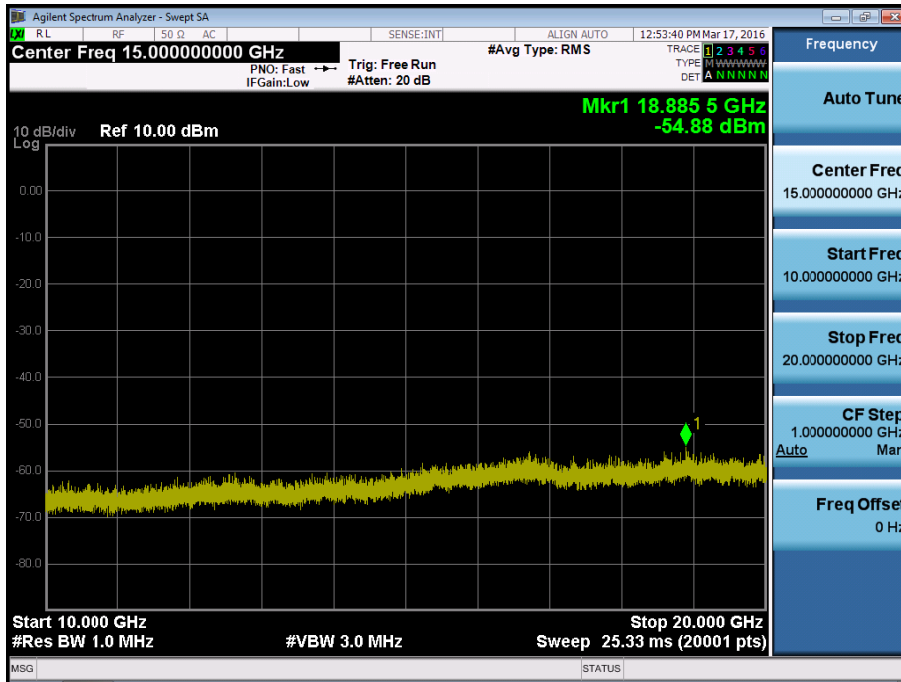 Agilent Spectrum Analyzer - Swept SA
LXI RL RF 50 Ω AC SENSE:INT ALIGN AUTO 12:53:40 PM Mar 17, 2016
Center Freq 15.000000000 GHz
PNO: Fast
IFGain:Low
Trig: Free Run
#Atten: 20 dB
#Avg Type: RMS
TRACE 1 2 3 4 5 6
TYPE M WWWWW
DET A N N N N N
Mkr1 18.885 5 GHz
-54.88 dBm
10 dB/div Ref 10.00 dBm
Log
0.00
-10.0
-20.0
-30.0
-40.0
-50.0
-60.0
-70.0
-80.0
1
Start 10.000 GHz Stop 20.000 GHz
#Res BW 1.0 MHz #VBW 3.0 MHz Sweep 25.33 ms (20001 pts)
MSG STATUS
Frequency
Auto Tune
Center Freq
15.000000000 GHz
Start Freq
10.000000000 GHz
Stop Freq
20.000000000 GHz
CF Step
1.000000000 GHz
Auto Man
Freq Offset
0 Hz